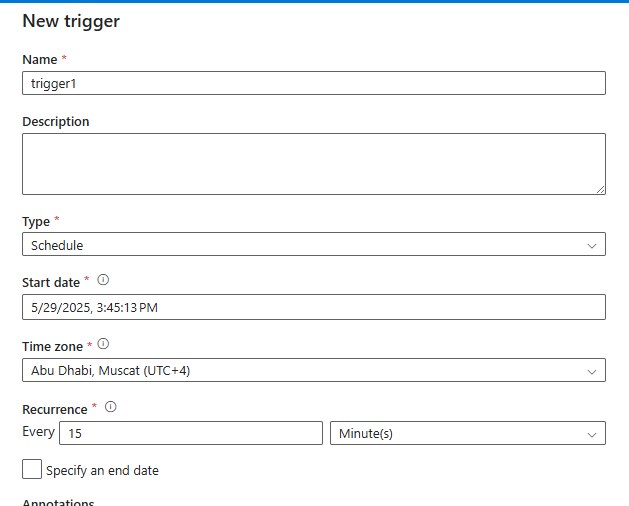 New trigger
Name *
trigger1
Description
Type *
Schedule
Start date *
5/29/2025, 3:45:13 PM
Time zone *
Abu Dhabi, Muscat (UTC+4)
Recurrence *
Every 15 Minute(s)
Specify an end date
Annotations